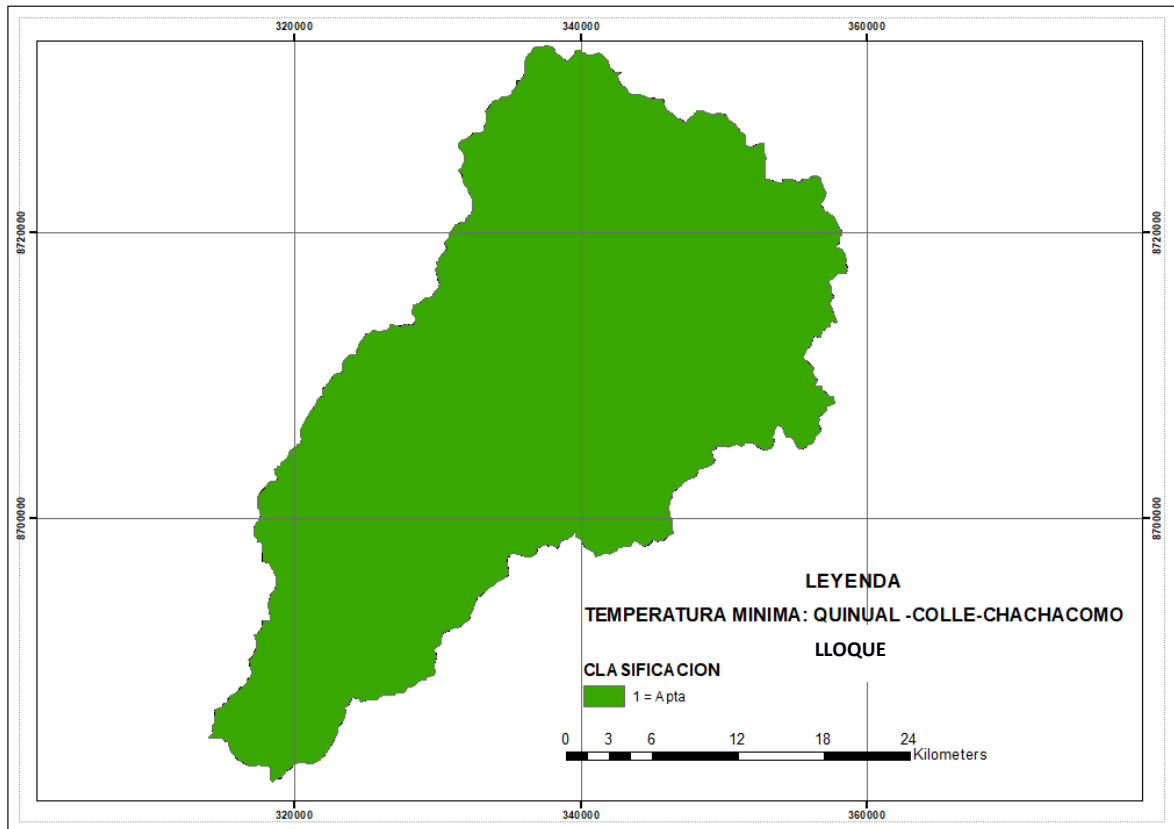 320000 340000 360000
8720000 8720000
8700000 8700000
LEYENDA
TEMPERATURA MINIMA: QUINUAL -COLLE-CHACHACOMO
LLOQUE
CLASIFICACION
1 = Apta
0 3 6 12 18 24
Kilometers
320000 340000 360000